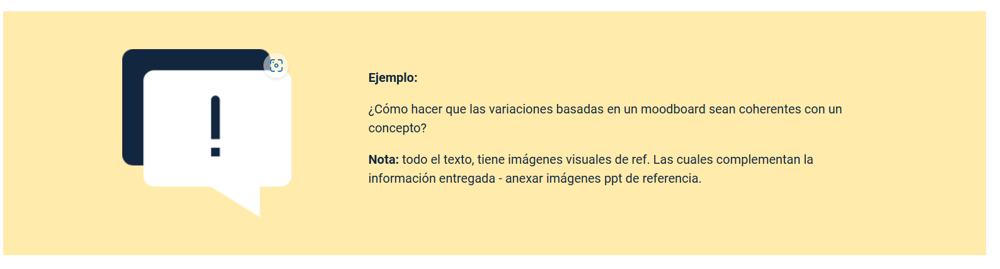 Ejemplo:
¿Cómo hacer que las variaciones basadas en un moodboard sean coherentes con un
concepto?
Nota: todo el texto, tiene imágenes visuales de ref. Las cuales complementan la
información entregada - anexar imágenes ppt de referencia.